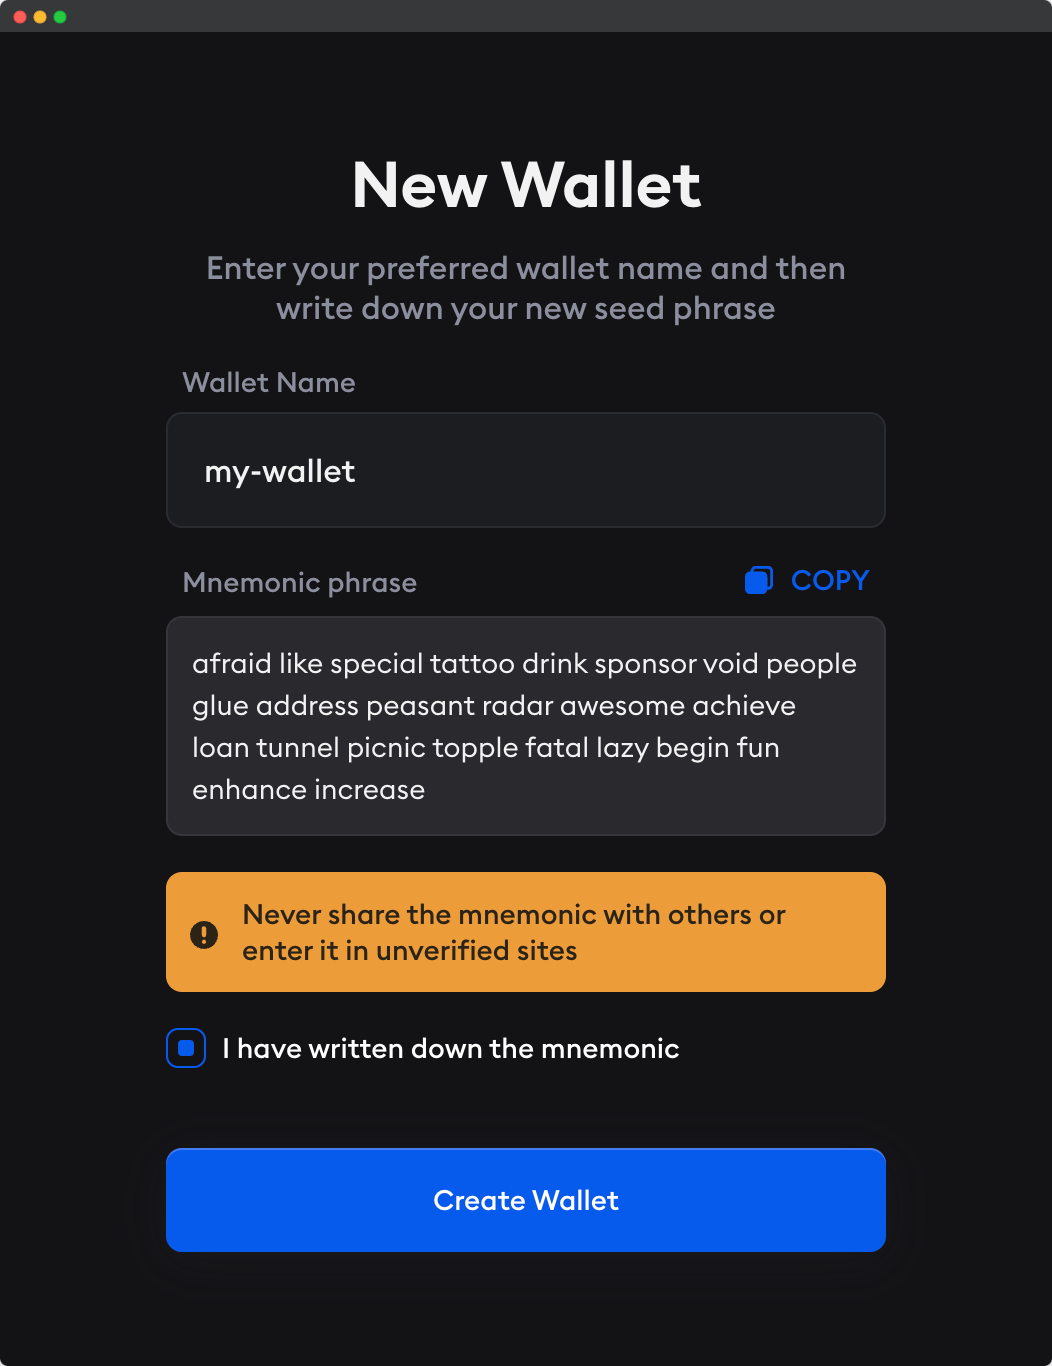 New Wallet
Enter your preferred wallet name and then
write down your new seed phrase
Wallet Name
my-wallet
Mnemonic phrase
COPY
afraid like special tattoo drink sponsor void people
glue address peasant radar awesome achieve
loan tunnel picnic topple fatal lazy begin fun
enhance increase
Never share the mnemonic with others or
enter it in unverified sites
I have written down the mnemonic
Create Wallet